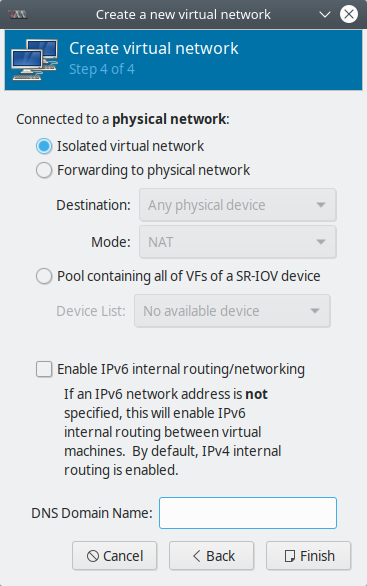 Create a new virtual network
Create virtual network
Step 4 of 4
Connected to a physical network:
Isolated virtual network
Forwarding to physical network
Destination: Any physical device
Mode: NAT
Pool containing all of VFs of a SR-IOV device
Device List: No available device
Enable IPv6 internal routing/networking
If an IPv6 network address is not
specified, this will enable IPv6
internal routing between virtual
machines. By default, IPv4 internal
routing is enabled.
DNS Domain Name:
Cancel Back Finish